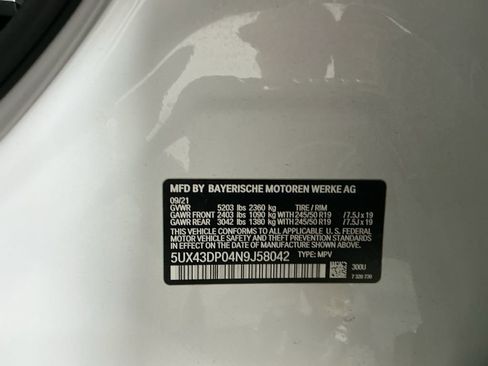 MFD BY BAYERISCHE MOTOREN WERKE AG
09/21
GVWR 5203 lbs 2360 kg TIRE / RIM
GAWR FRONT 2403 lbs 1090 kg WITH 245/50 R19 /7.5J x 19
GAWR REAR 3042 lbs 1380 kg WITH 245/50 R19 /7.5J x 19
THIS VEHICLE CONFORMS TO ALL APPLICABLE U.S. FEDERAL MOTOR
VEHICLE SAFETY AND THEFT PREVENTION STANDARDS
IN EFFECT ON THE DATE OF MANUFACTURE SHOWN ABOVE.
5UX43DP04N9J58042 TYPE: MPV
300U